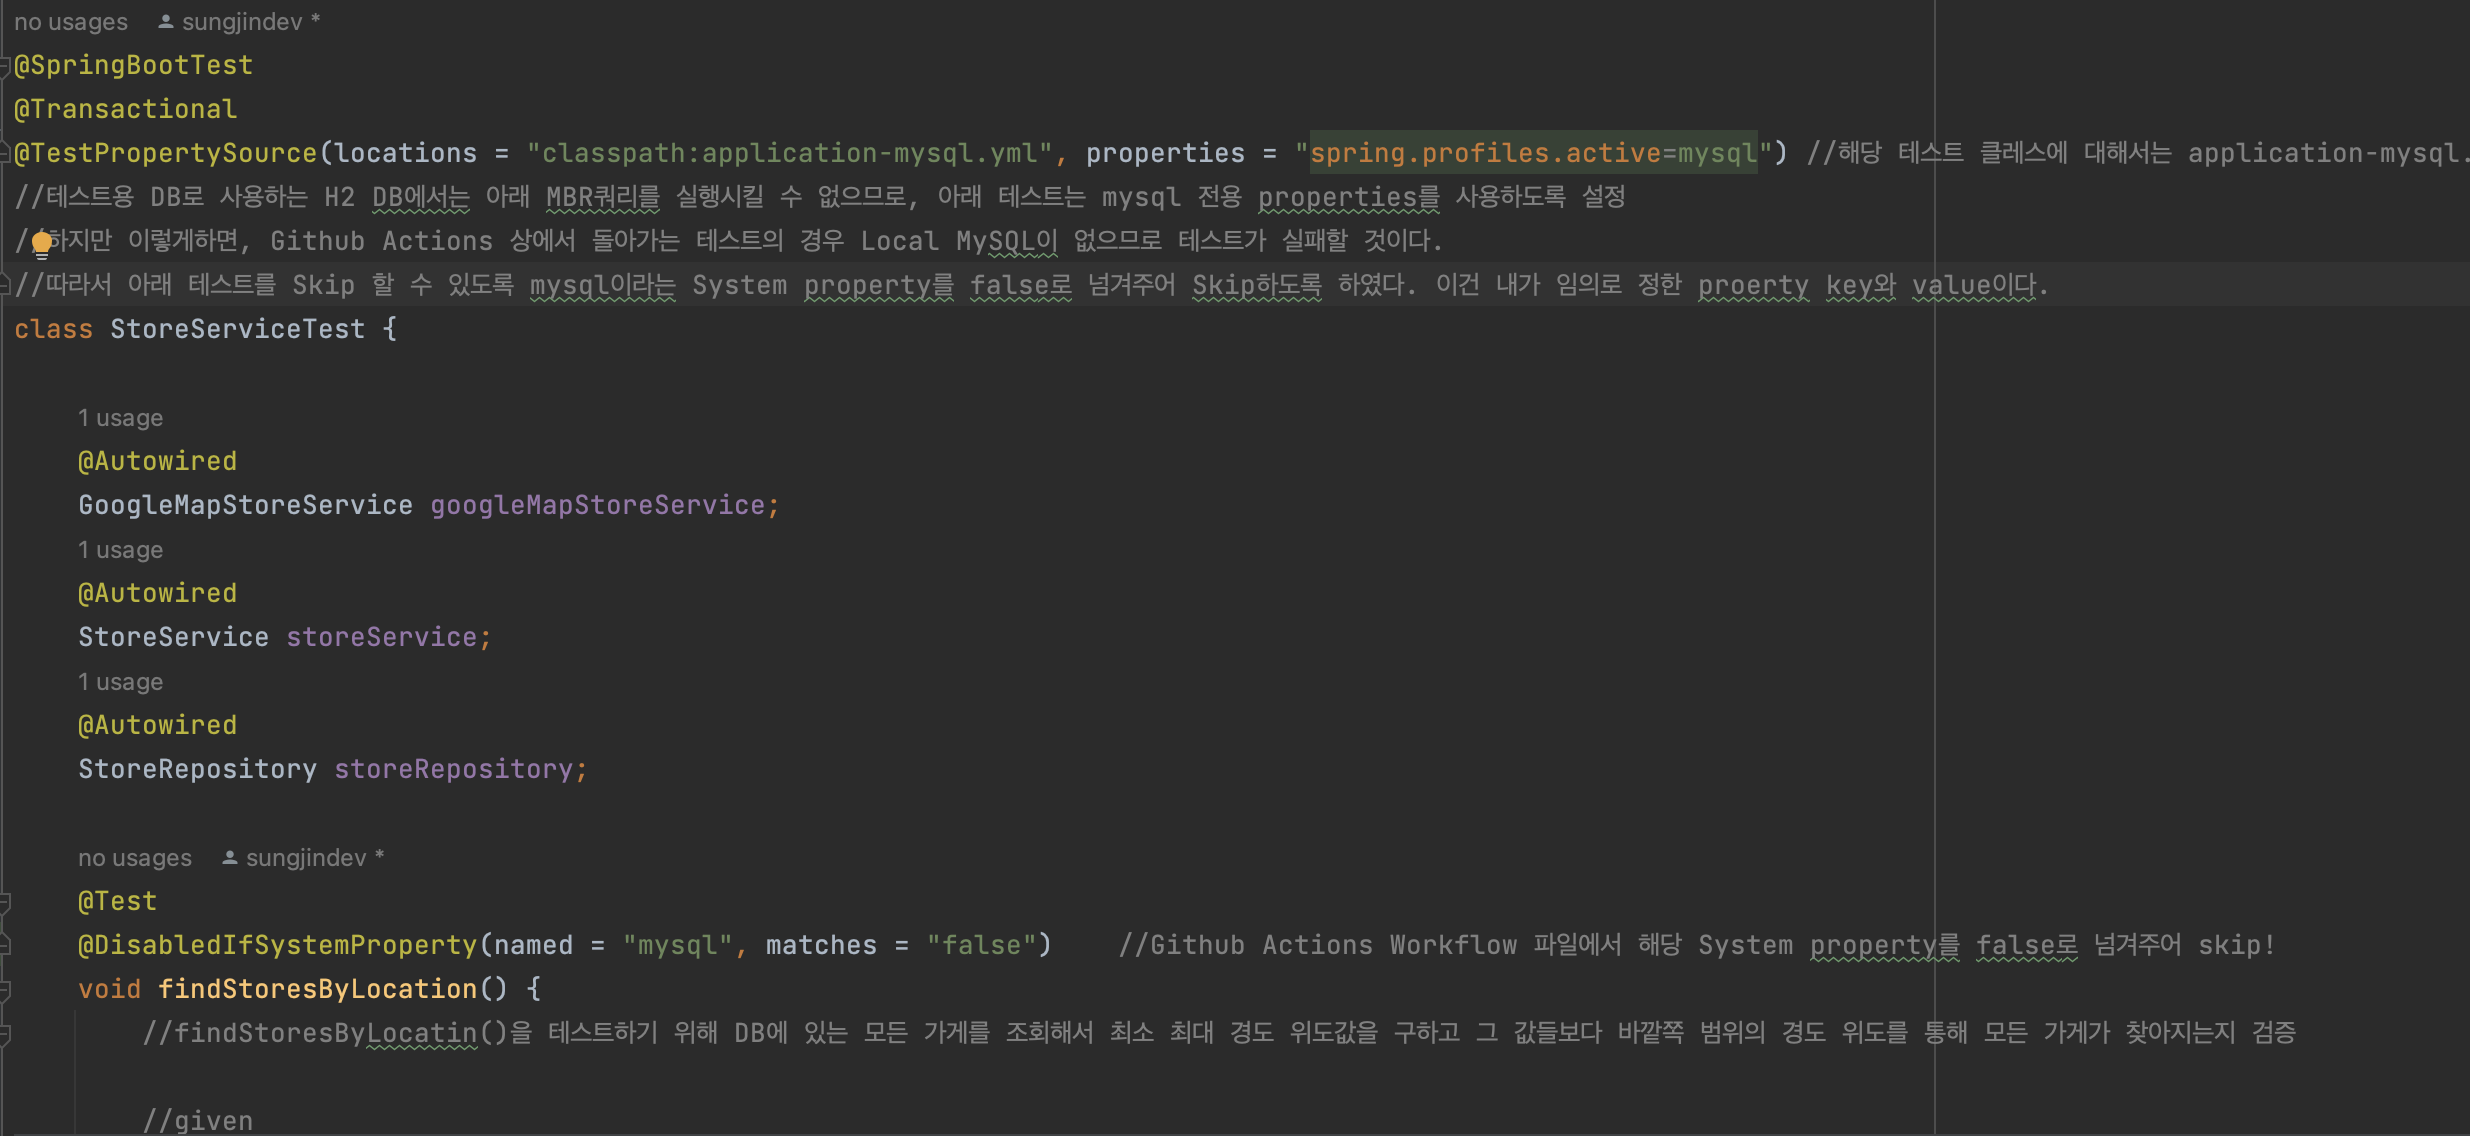 no usages sungjindev *
@SpringBootTest
@Transactional
@TestPropertySource(locations = "classpath:application-mysql.yml", properties = "spring.profiles.active=mysql") //해당 테스트 클레스에 대해서는 application-mysql.
//테스트용 DB로 사용하는 H2 DB에서는 아래 MBR쿼리를 실행시킬 수 없으므로, 아래 테스트는 mysql 전용 properties를 사용하도록 설정
//하지만 이렇게하면, Github Actions 상에서 돌아가는 테스트의 경우 Local MySQL이 없으므로 테스트가 실패할 것이다.
//따라서 아래 테스트를 Skip 할 수 있도록 mysql이라는 System property를 false로 넘겨주어 Skip하도록 하였다. 이건 내가 임의로 정한 proerty key와 value이다.
class StoreServiceTest {
1 usage
@Autowired
GoogleMapStoreService googleMapStoreService;
1 usage
@Autowired
StoreService storeService;
1 usage
@Autowired
StoreRepository storeRepository;
no usages sungjindev *
@Test
@DisabledIfSystemProperty(named = "mysql", matches = "false") //Github Actions Workflow 파일에서 해당 System property를 false로 넘겨주어 skip!
void findStoresByLocation() {
//findStoresByLocatin()을 테스트하기 위해 DB에 있는 모든 가게를 조회해서 최소 최대 경도 위도값을 구하고 그 값들보다 바깥쪽 범위의 경도 위도를 통해 모든 가게가 찾아지는지 검증
//given